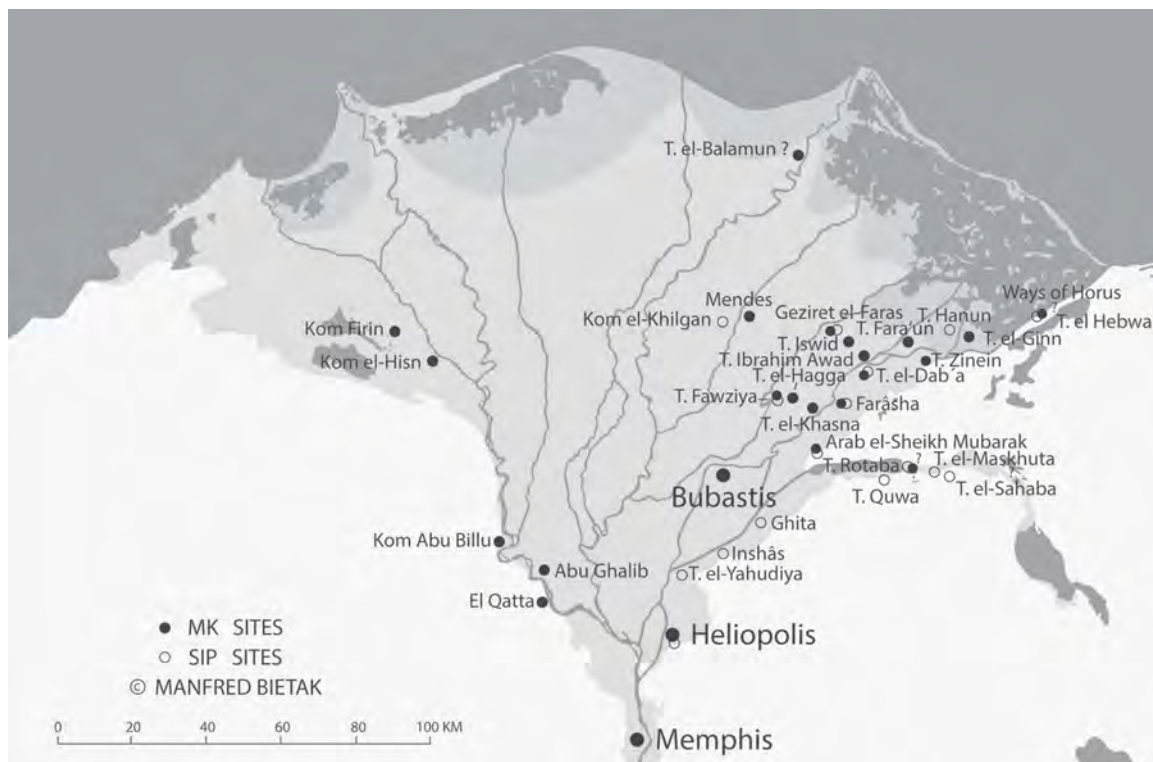 T. el-Balamun ?
Mendes
Ways of Horus
?
Geziret el-Faras
T. Hanun
Kom el-Khilgan
T. Fara'un
T. el Hebwa
Kom Firin
T. Iswid
T. el-Ginn
Kom el-Hisn
T. Ibrahim Awad
T. Zinein
T. el-Hagga
T. el-Dab'a
?
T. Fawziya
Farâsha
T. el-Khasna
Arab el-Sheikh Mubarak
T. Rotaba
?
T. el-Maskhuta
Bubastis
T. Quwa
T. el-Sahaba
Ghita
Kom Abu Billu
Inshâs
Abu Ghalib
T. el-Yahudiya
El Qatta
MK SITES
Heliopolis
SIP SITES
© MANFRED BIETAK
0 20 40 60 80 100 KM
Memphis